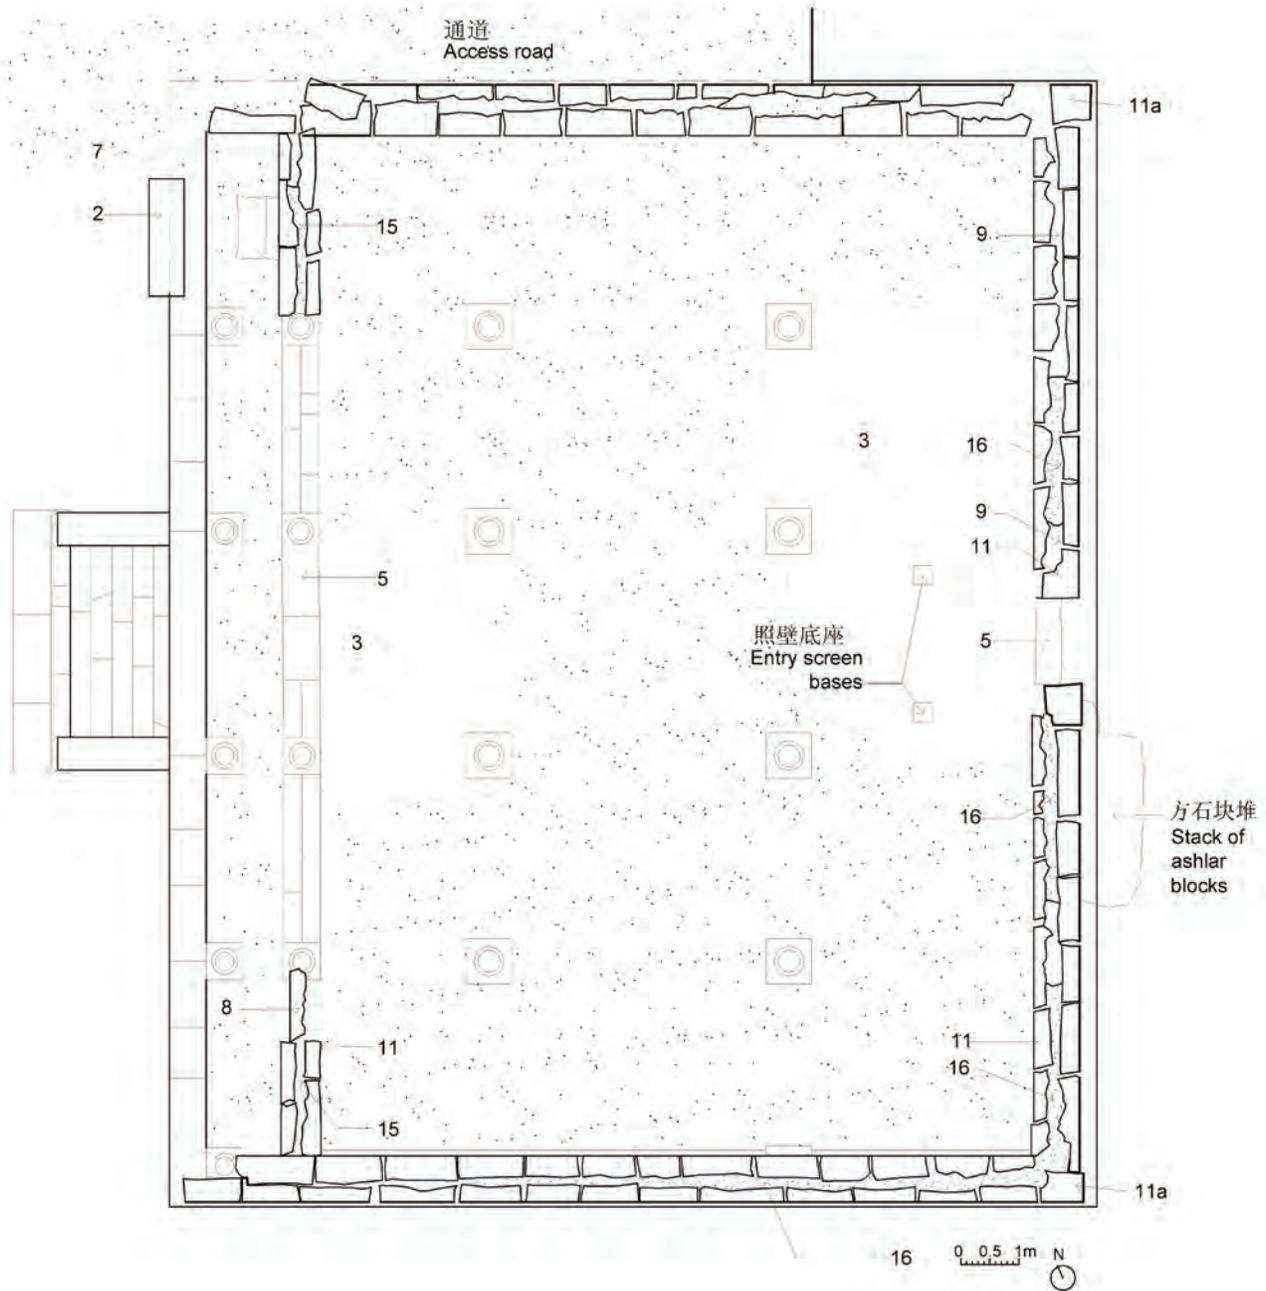 通道
Access road
11a
7
2
15
9
3
16
9
11
5
3
照壁底座
Entry screen
bases
5
16
方石块堆
Stack of
ashlar
blocks
8
11
11
16
15
11a
16
0 0.5 1m
N